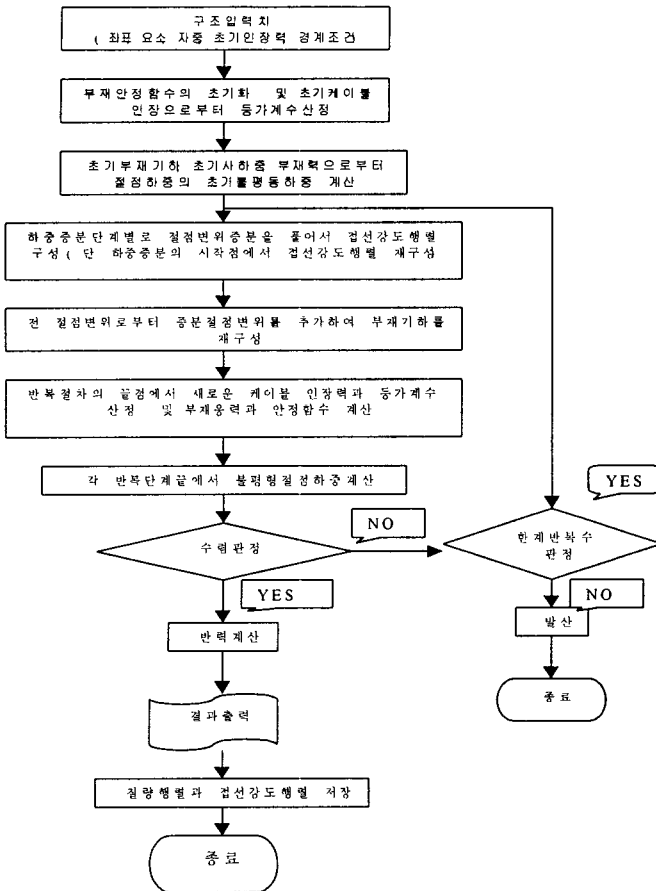 구조입력치
( 좌표 요소 자중 초기인장력 경계조건
부재안정함수의 초기화 및 초기케이블
인장으로부터 등가계수산정
초기부재기하 초기사하중 부재력으로부터
절점하중의 초기불평동하중 계산
하중증분단계별로 절점변위증분을 풀어서 접선강도행렬
구성( 단 하중증분의 시작점에서 접선강도행렬 재구성
전 절점변위로부터 증분절점변위를 추가하여 부재기하를
재구성
반복절차의 끝점에서 새로운 케이블 인장력과 등가계수
산정 및 부재응력과 안정함수 계산
각 반복단계끝에서 불평형절점하중계산
YES
NO
수렴판정
한계반복수
판정
YES
NO
반력계산
발산
종료
결과출력
질량행렬과 접선강도행렬 저장
종료